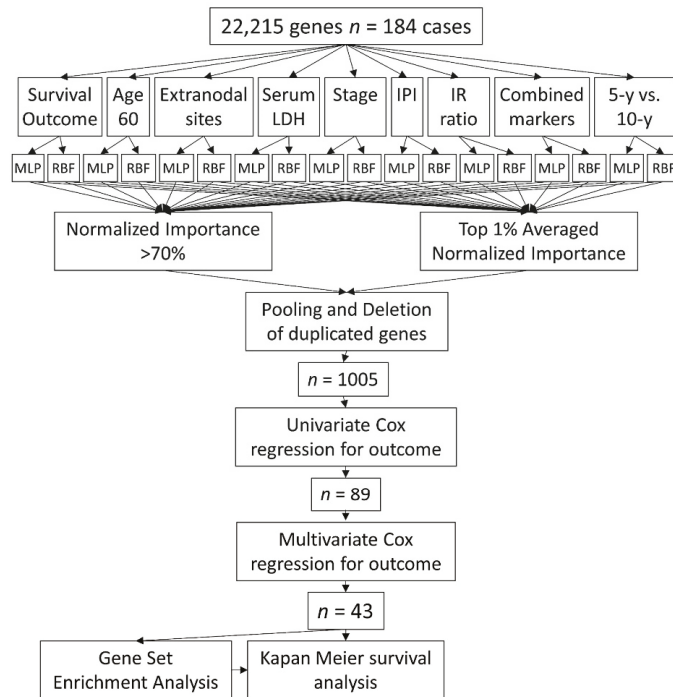 22,215 genes n = 184 cases
Survival Outcome
Age 60
Extranodal sites
Serum LDH
Stage
IPI
IR ratio
Combined markers
5-y vs. 10-y
MLP RBF MLP RBF MLP RBF MLP RBF MLP RBF MLP RBF MLP RBF MLP RBF MLP RBF
Normalized Importance
>70%
Top 1% Averaged
Normalized Importance
Pooling and Deletion
of duplicated genes
n = 1005
Univariate Cox
regression for outcome
n = 89
Multivariate Cox
regression for outcome
n = 43
Gene Set
Enrichment Analysis
Kapan Meier survival
analysis